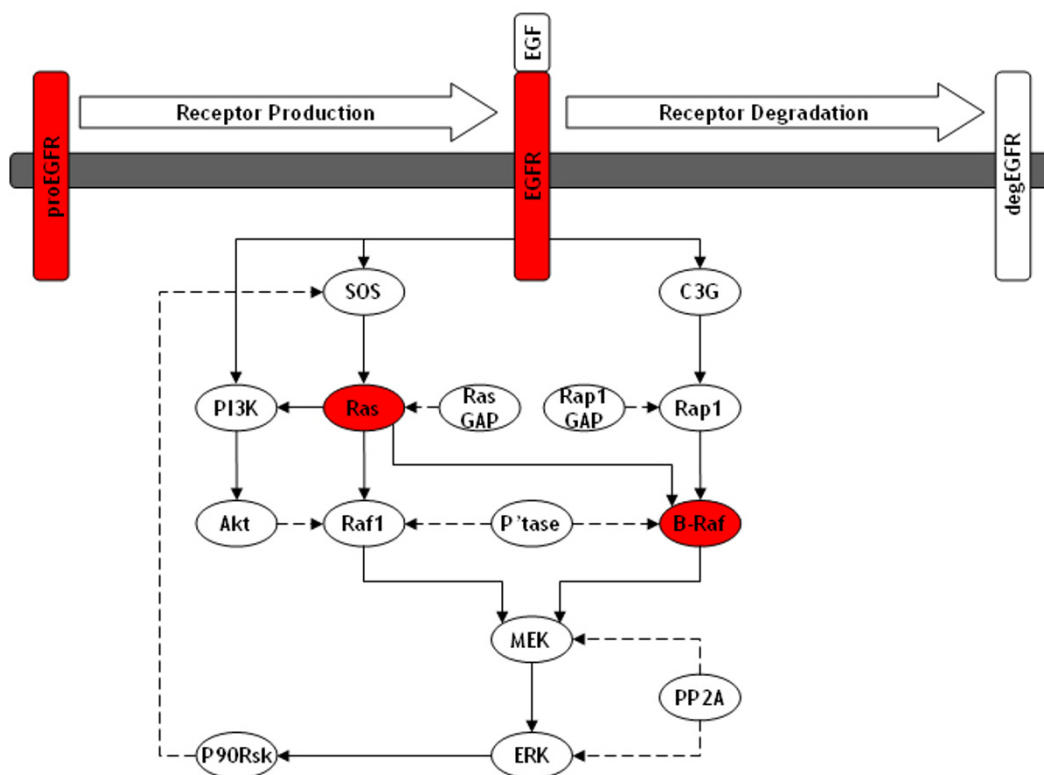 EGF
Receptor Production
Receptor Degradation
proEGFR
EGFR
degEGFR
SOS
C3G
PI3K
Ras
Ras
GAP
Rap1
GAP
Rap1
Akt
Raf1
P'tase
B-Raf
MEK
PP2A
P90Rsk
ERK